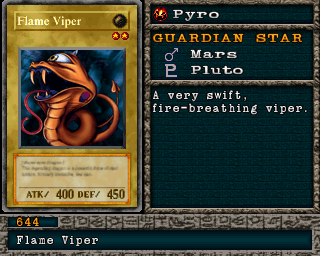 Flame Viper
ATK/ 400 DEF/ 450
Pyro
GUARDIAN STAR
Mars
Pluto
A very swift,
fire-breathing viper.
644
Flame Viper